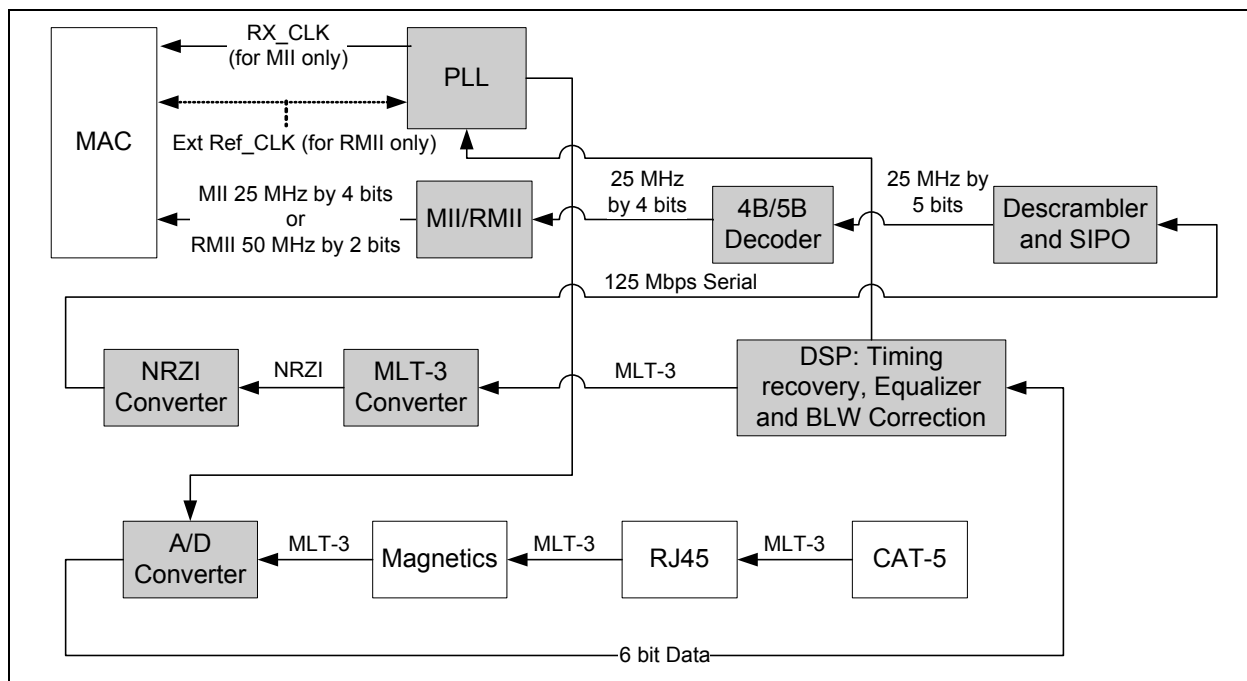 RX_CLK
(for MII only)
PLL
MAC
Ext Ref_CLK (for RMII only)
MII 25 MHz by 4 bits
or
RMII 50 MHz by 2 bits
MII/RMII
25 MHz
by 4 bits
4B/5B
Decoder
25 MHz by
5 bits
Descrambler
and SIPO
125 Mbps Serial
NRZI
Converter
NRZI
MLT-3
Converter
MLT-3
DSP: Timing
recovery, Equalizer
and BLW Correction
A/D
Converter
MLT-3
Magnetics
MLT-3
RJ45
MLT-3
CAT-5
6 bit Data